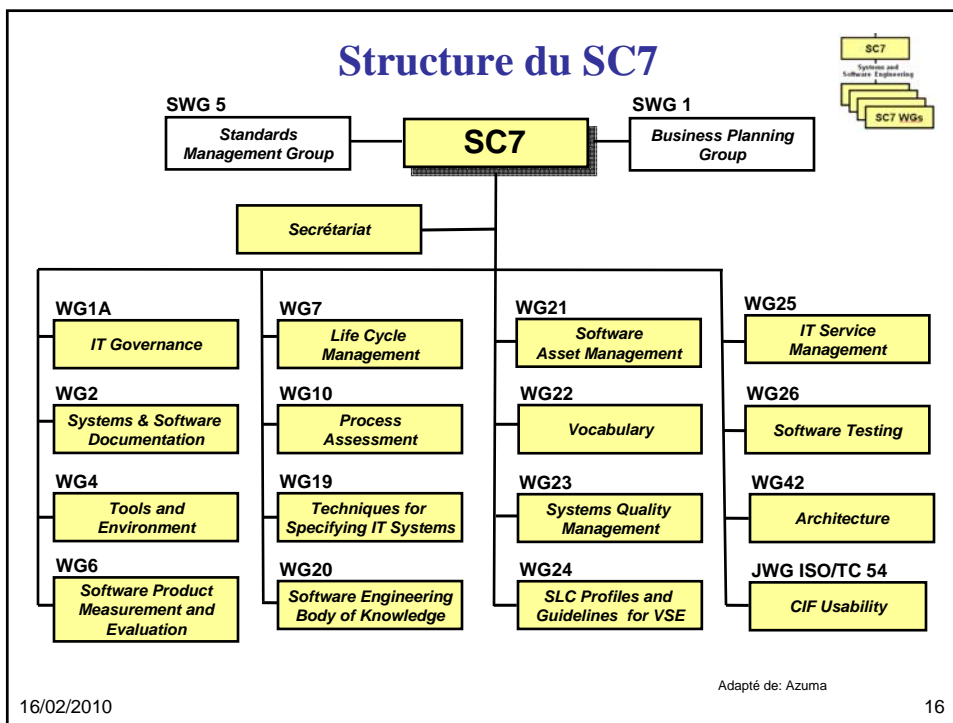 Structure du SC7
SC7
Systems and
Software Engineering
SC7 WGs
SWG 5
Standards
Management Group
SC7
SWG 1
Business Planning
Group
Secrétariat
WG1A
IT Governance
WG2
Systems & Software
Documentation
WG4
Tools and
Environment
WG6
Software Product
Measurement and
Evaluation
WG7
Life Cycle
Management
WG10
Process
Assessment
WG19
Techniques for
Specifying IT Systems
WG20
Software Engineering
Body of Knowledge
WG21
Software
Asset Management
WG22
Vocabulary
WG23
Systems Quality
Management
WG24
SLC Profiles and
Guidelines for VSE
WG25
IT Service
Management
WG26
Software Testing
WG42
Architecture
JWG ISO/TC 54
CIF Usability
Adapté de: Azuma
16/02/2010
16